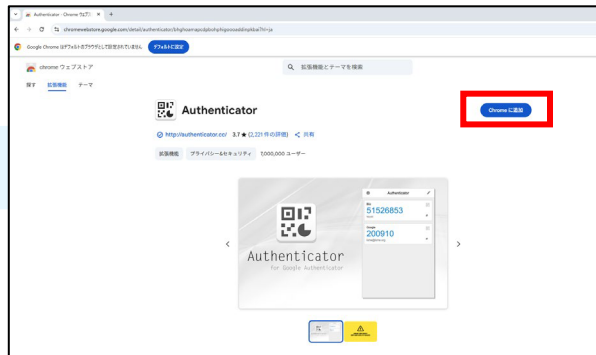 Authenticator - Chrome ウェブス
chromewebstore.google.com/detail/authenticator/bhghoamapcdpbohphigoooaddinpkbai?hl=ja
Google Chrome はデフォルトのブラウザとして設定されていません デフォルトに設定
chrome ウェブストア
拡張機能とテーマを検索
探す 拡張機能 テーマ
Authenticator
Chrome に追加
http://authenticator.cc/ 3.7 ★ (2,221 件の評価) 共有
拡張機能 プライバシー&セキュリティ 7,000,000 ユーザー
Authenticator
51526853
Google
200910
Authenticator
for Google Authenticator